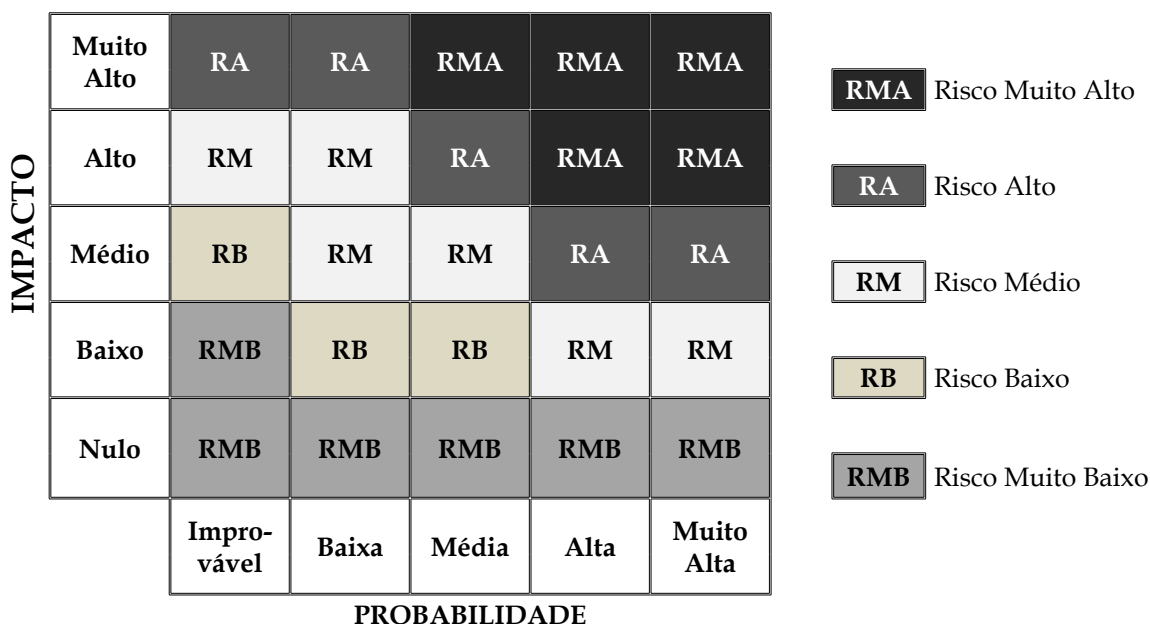 Muito
Alto
RA
RA
RMA
RMA
RMA
Alto
RM
RM
RA
RMA
RMA
Médio
RB
RM
RM
RA
RA
Baixo
RMB
RB
RB
RM
RM
Nulo
RMB
RMB
RMB
RMB
RMB
Impro-
vável
Baixa
Média
Alta
Muito
Alta
IMPACTO
PROBABILIDADE
RMA Risco Muito Alto
RA Risco Alto
RM Risco Médio
RB Risco Baixo
RMB Risco Muito Baixo